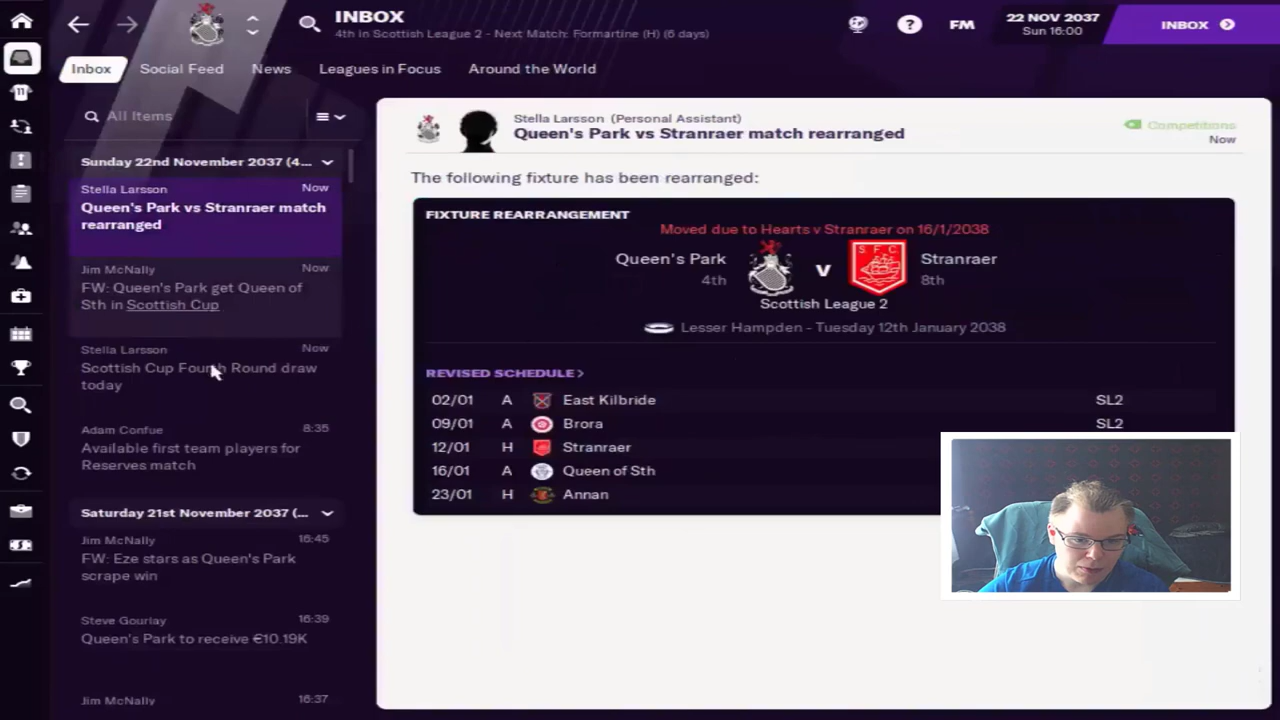 INBOX
4th in Scottish League 2 - Next Match: Formartine (H) (6 days)
FM
22 NOV 2037
Sun 16:00
INBOX
Inbox
Social Feed
News
Leagues in Focus
Around the World
All Items
Sunday 22nd November 2037 (4...
Stella Larsson
Now
Queen's Park vs Stranraer match
rearranged
Jim McNally
Now
FW: Queen's Park get Queen of
Sth in Scottish Cup
Stella Larsson
Now
Scottish Cup Fourth Round draw
today
Adam Confue
8:35
Available first team players for
Reserves match
Saturday 21st November 2037 (...
Jim McNally
16:45
FW: Eze stars as Queen's Park
scrape win
Steve Gourlay
16:39
Queen's Park to receive €10.19K
Jim McNally
16:37
Stella Larsson (Personal Assistant)
Queen's Park vs Stranraer match rearranged
Competitions
Now
The following fixture has been rearranged:
FIXTURE REARRANGEMENT
Moved due to Hearts v Stranraer on 16/1/2038
Queen's Park
4th
v
SFC
Stranraer
8th
Scottish League 2
Lesser Hampden - Tuesday 12th January 2038
REVISED SCHEDULE >
02/01 A East Kilbride SL2
09/01 A Brora SL2
12/01 H Stranraer
16/01 A Queen of Sth
23/01 H Annan